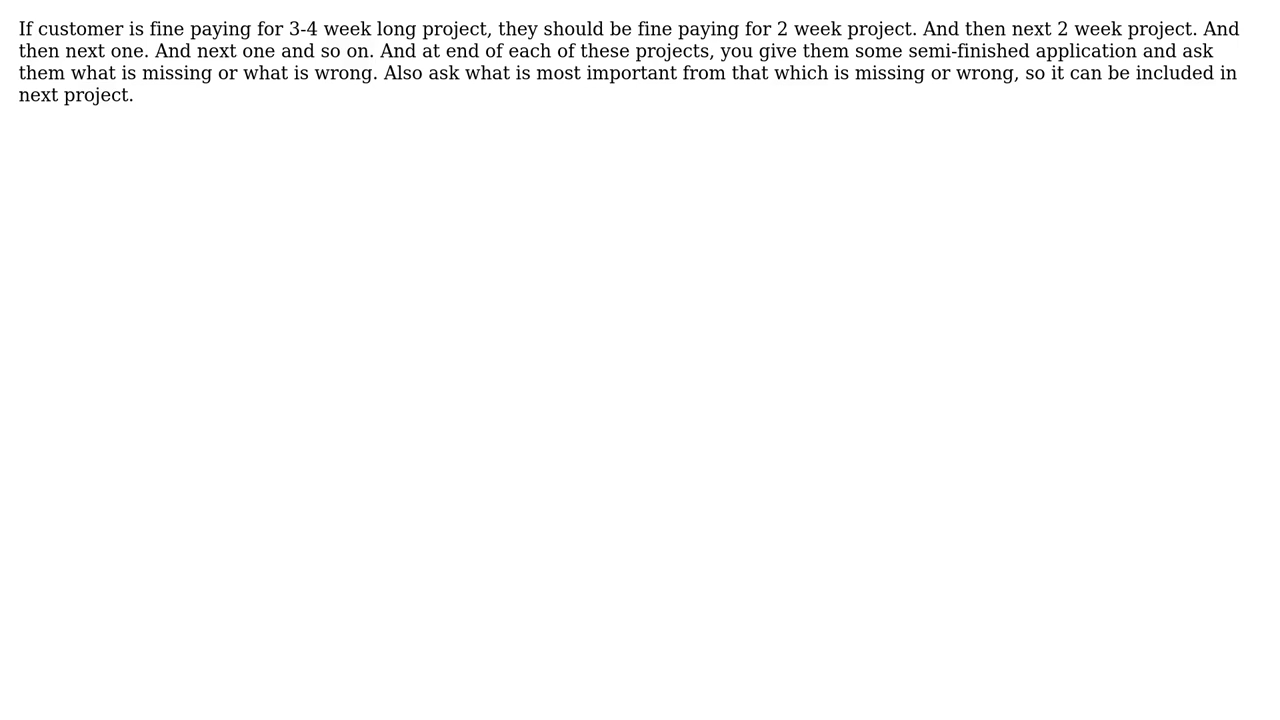 If customer is fine paying for 3-4 week long project, they should be fine paying for 2 week project. And then next 2 week project. And
then next one. And next one and so on. And at end of each of these projects, you give them some semi-finished application and ask
them what is missing or what is wrong. Also ask what is most important from that which is missing or wrong, so it can be included in
next project.